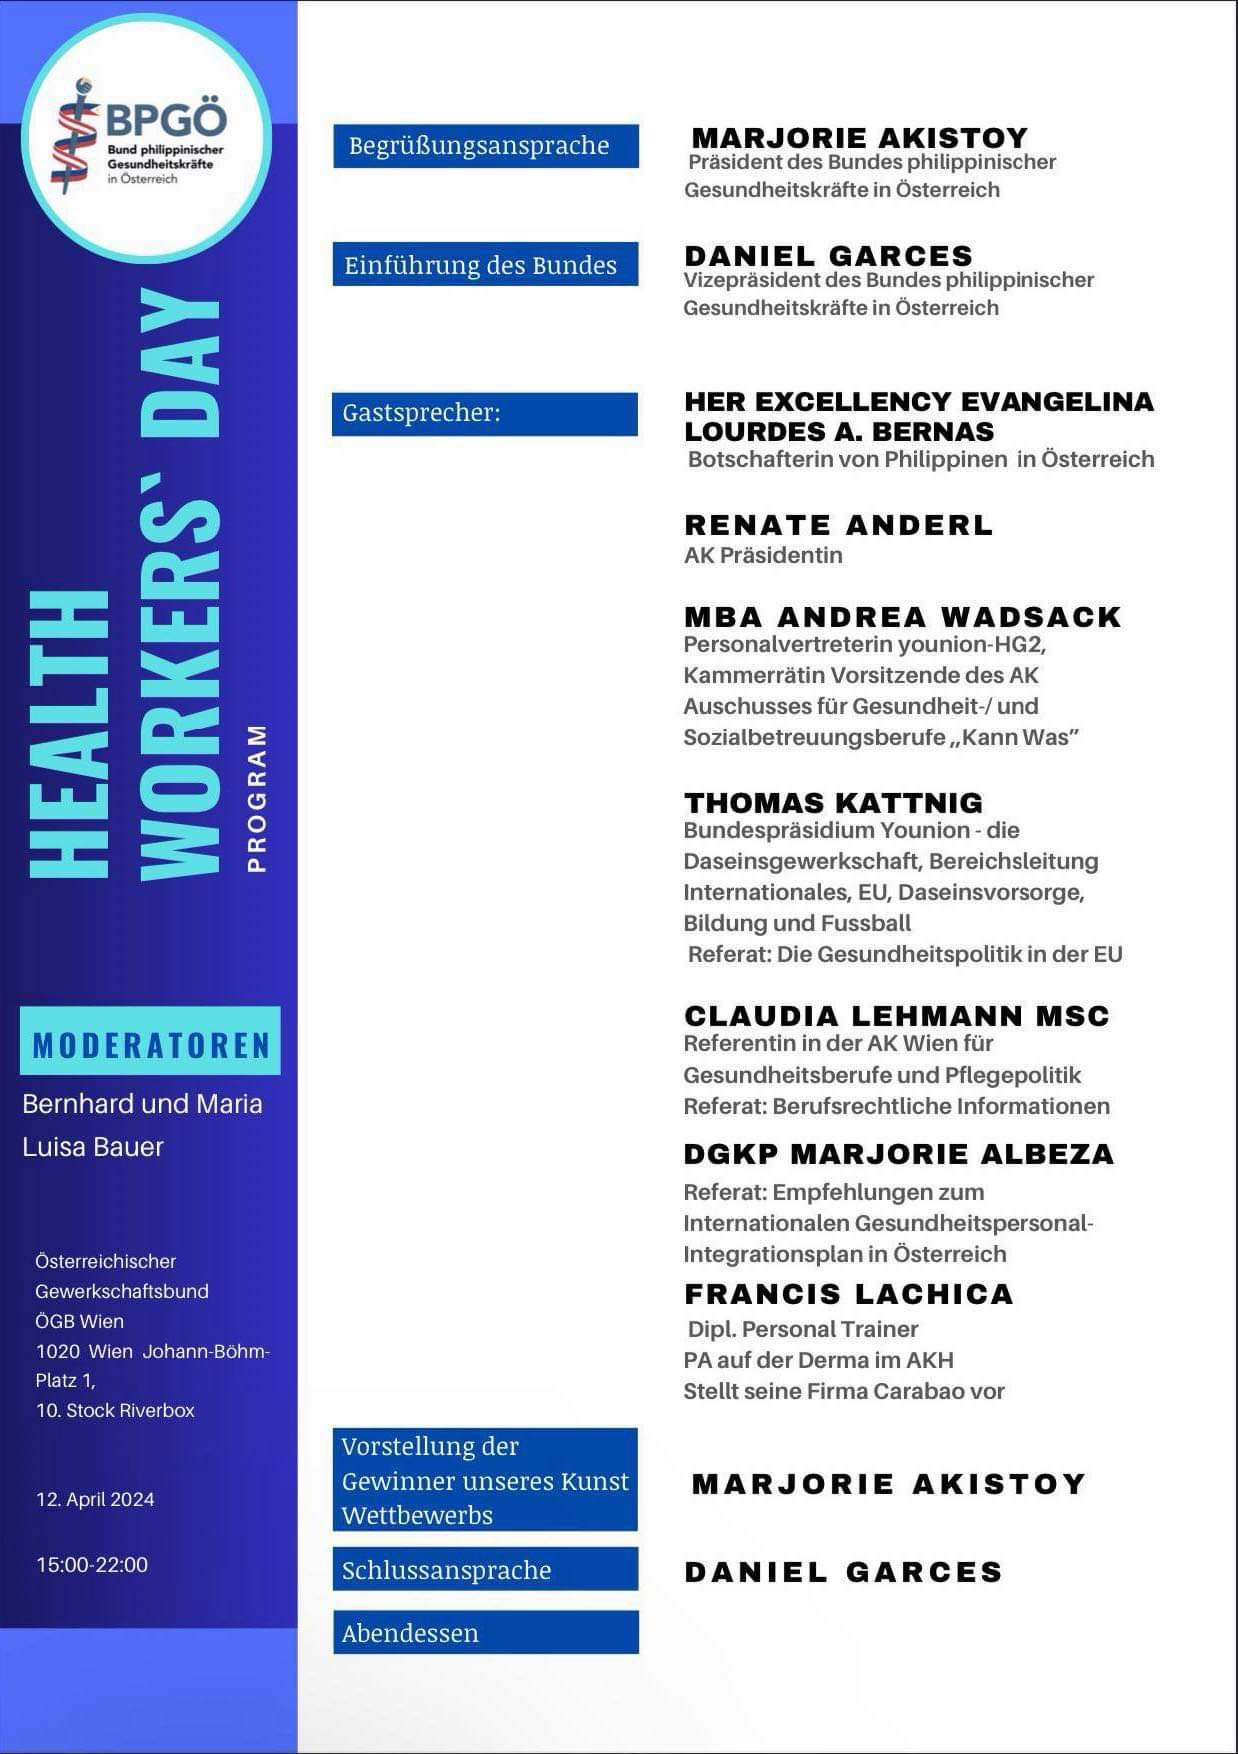 BPGÖ
Bund philippinischer
Gesundheitskräfte
in Österreich
HEALTH
WORKERS` DAY
PROGRAM
MODERATOREN
Bernhard und Maria
Luisa Bauer
Österreichischer
Gewerkschaftsbund
ÖGB Wien
1020 Wien Johann-Böhm-
Platz 1,
10. Stock Riverbox
12. April 2024
15:00-22:00
Begrüßungsansprache
MARJORIE AKISTOY
Präsident des Bundes philippinischer
Gesundheitskräfte in Österreich
Einführung des Bundes
DANIEL GARCES
Vizepräsident des Bundes philippinischer
Gesundheitskräfte in Österreich
Gastsprecher:
HER EXCELLENCY EVANGELINA
LOURDES A. BERNAS
Botschafterin von Philippinen in Österreich
RENATE ANDERL
AK Präsidentin
MBA ANDREA WADSACK
Personalvertreterin younion-HG2,
Kammerrätin Vorsitzende des AK
Auschusses für Gesundheit-/ und
Sozialbetreuungsberufe „Kann Was”
THOMAS KATTNIG
Bundespräsidium Younion - die
Daseinsgewerkschaft, Bereichsleitung
Internationales, EU, Daseinsvorsorge,
Bildung und Fussball
Referat: Die Gesundheitspolitik in der EU
CLAUDIA LEHMANN MSC
Referentin in der AK Wien für
Gesundheitsberufe und Pflegepolitik
Referat: Berufsrechtliche Informationen
DGKP MARJORIE ALBEZA
Referat: Empfehlungen zum
Internationalen Gesundheitspersonal-
Integrationsplan in Österreich
FRANCIS LACHICA
Dipl. Personal Trainer
PA auf der Derma im AKH
Stellt seine Firma Carabao vor
Vorstellung der
Gewinner unseres Kunst
Wettbewerbs
MARJORIE AKISTOY
Schlussansprache
DANIEL GARCES
Abendessen